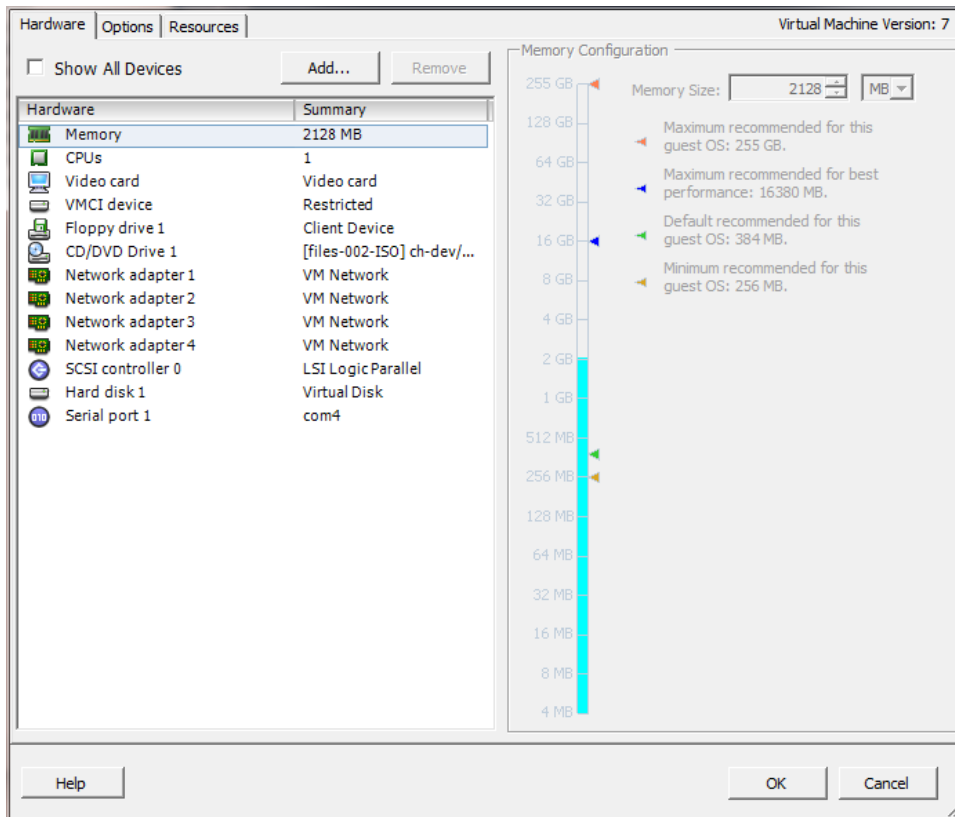 Hardware Options Resources Virtual Machine Version: 7
Show All Devices Add... Remove
Hardware Summary
Memory 2128 MB
CPUs 1
Video card Video card
VMCI device Restricted
Floppy drive 1 Client Device
CD/DVD Drive 1 [files-002-ISO] ch-dev/...
Network adapter 1 VM Network
Network adapter 2 VM Network
Network adapter 3 VM Network
Network adapter 4 VM Network
SCSI controller 0 LSI Logic Parallel
Hard disk 1 Virtual Disk
Serial port 1 com4
Memory Configuration
255 GB
128 GB
64 GB
32 GB
16 GB
8 GB
4 GB
2 GB
1 GB
512 MB
256 MB
128 MB
64 MB
32 MB
16 MB
8 MB
4 MB
Memory Size: 2128 MB
Maximum recommended for this
guest OS: 255 GB.
Maximum recommended for best
performance: 16380 MB.
Default recommended for this
guest OS: 384 MB.
Minimum recommended for this
guest OS: 256 MB.
Help OK Cancel